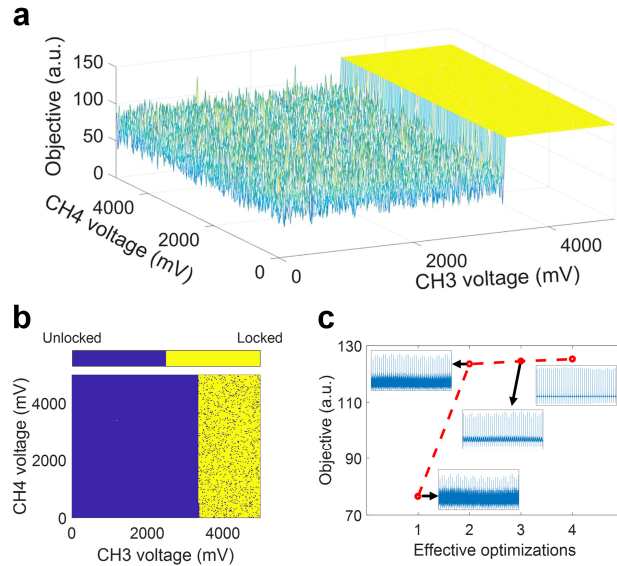 a
Objective (a.u.)
150
100
50
0
4000
2000
0
CH4 voltage (mV)
0
2000
4000
CH3 voltage (mV)
b
Unlocked
Locked
CH4 voltage (mV)
4000
2000
0
0
2000
4000
CH3 voltage (mV)
c
Objective (a.u.)
130
110
90
70
1
2
3
4
Effective optimizations